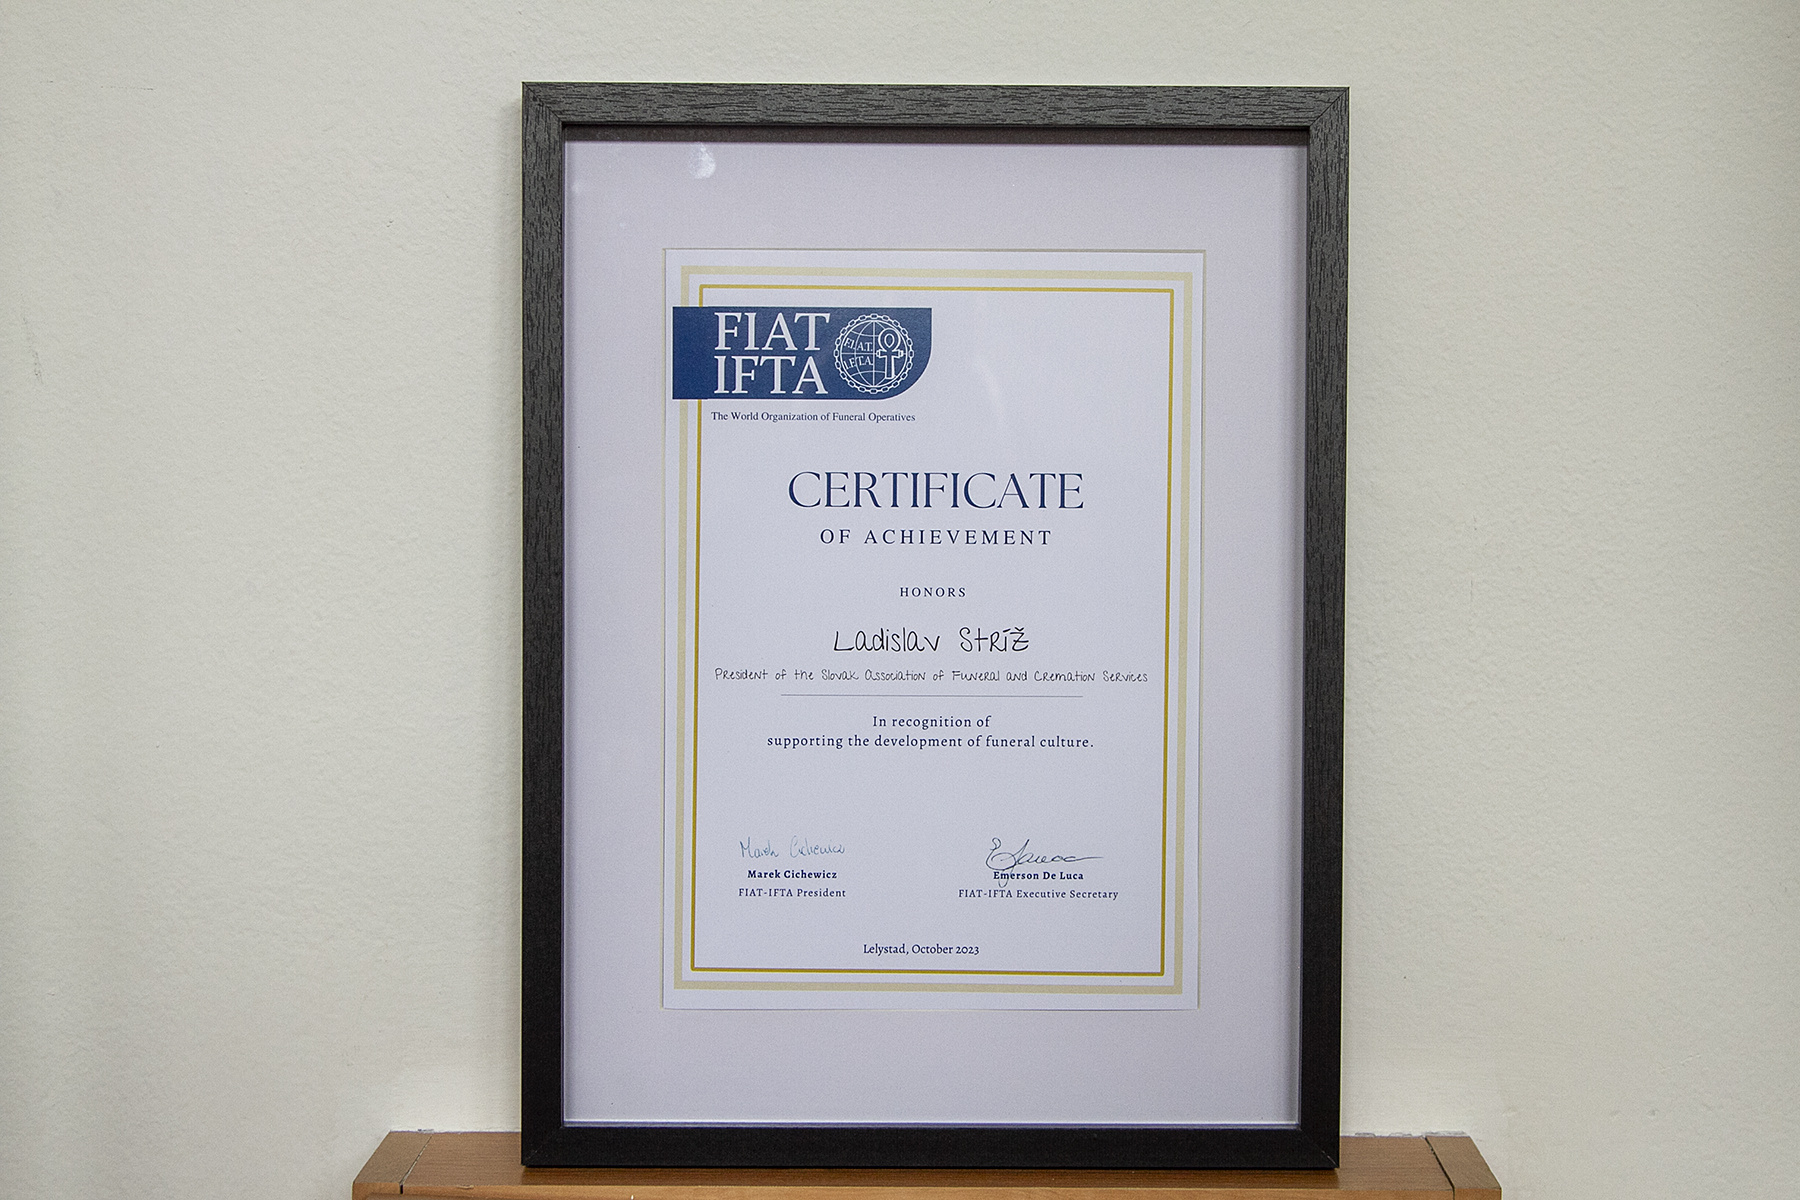 FIAT
IFTA
F.I.A.T.
I.F.T.A.
The World Organization of Funeral Operatives
CERTIFICATE
OF ACHIEVEMENT
HONORS
Ladislav Stríž
President of the Slovak Association of Funeral and Cremation Services
In recognition of
supporting the development of funeral culture.
Marek Cichewicz
Marek Cichewicz
FIAT-IFTA President
Emerson De Luca
FIAT-IFTA Executive Secretary
Lelystad, October 2023